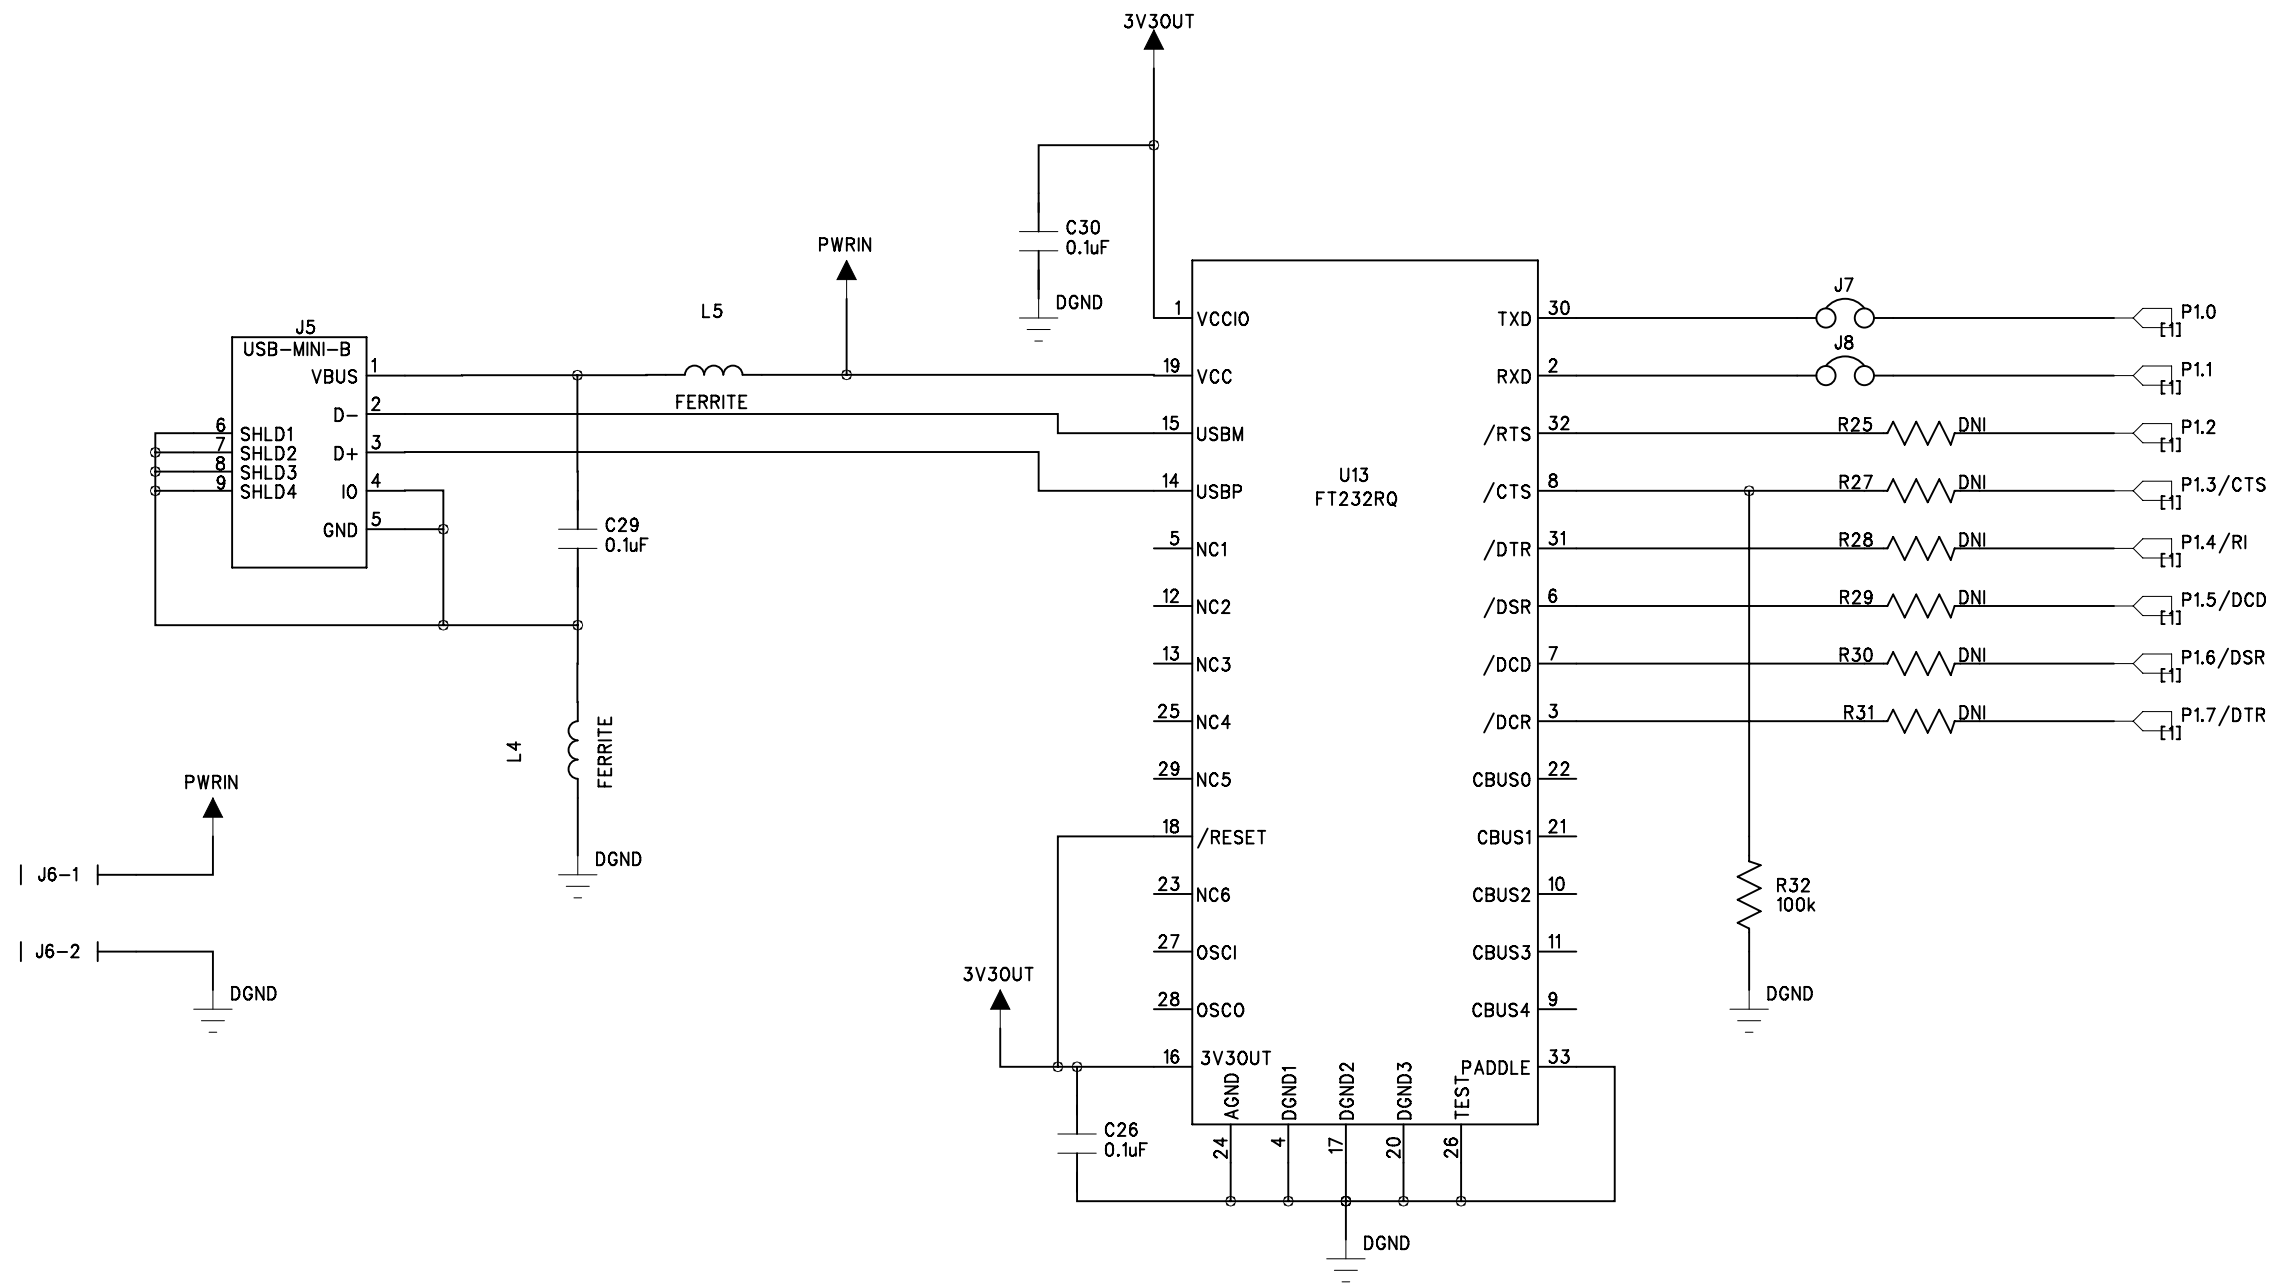 3V3OUT
C30
0.1uF
DGND
PWRIN
L5
FERRITE
J5
USB-MINI-B
VBUS 1
D- 2
D+ 3
IO 4
GND 5
6 SHLD1
7 SHLD2
8 SHLD3
9 SHLD4
C29
0.1uF
L4
FERRITE
DGND
PWRIN
J6-1
J6-2
DGND
U13
FT232RQ
1 VCCIO
19 VCC
15 USBM
14 USBP
5 NC1
12 NC2
13 NC3
25 NC4
29 NC5
18 /RESET
23 NC6
27 OSCI
28 OSCO
16 3V3OUT
3V3OUT
C26
0.1uF
AGND 24
DGND1 4
DGND2 17
DGND3 20
TEST 26
DGND
TXD 30
RXD 2
/RTS 32
/CTS 8
/DTR 31
/DSR 6
/DCD 7
/DCR 3
CBUS0 22
CBUS1 21
CBUS2 10
CBUS3 11
CBUS4 9
PADDLE 33
J7
P1.0
[1]
J8
P1.1
[1]
R25 DNI
P1.2
[1]
R27 DNI
P1.3/CTS
[1]
R28 DNI
P1.4/RI
[1]
R29 DNI
P1.5/DCD
[1]
R30 DNI
P1.6/DSR
[1]
R31 DNI
P1.7/DTR
[1]
R32
100k
DGND